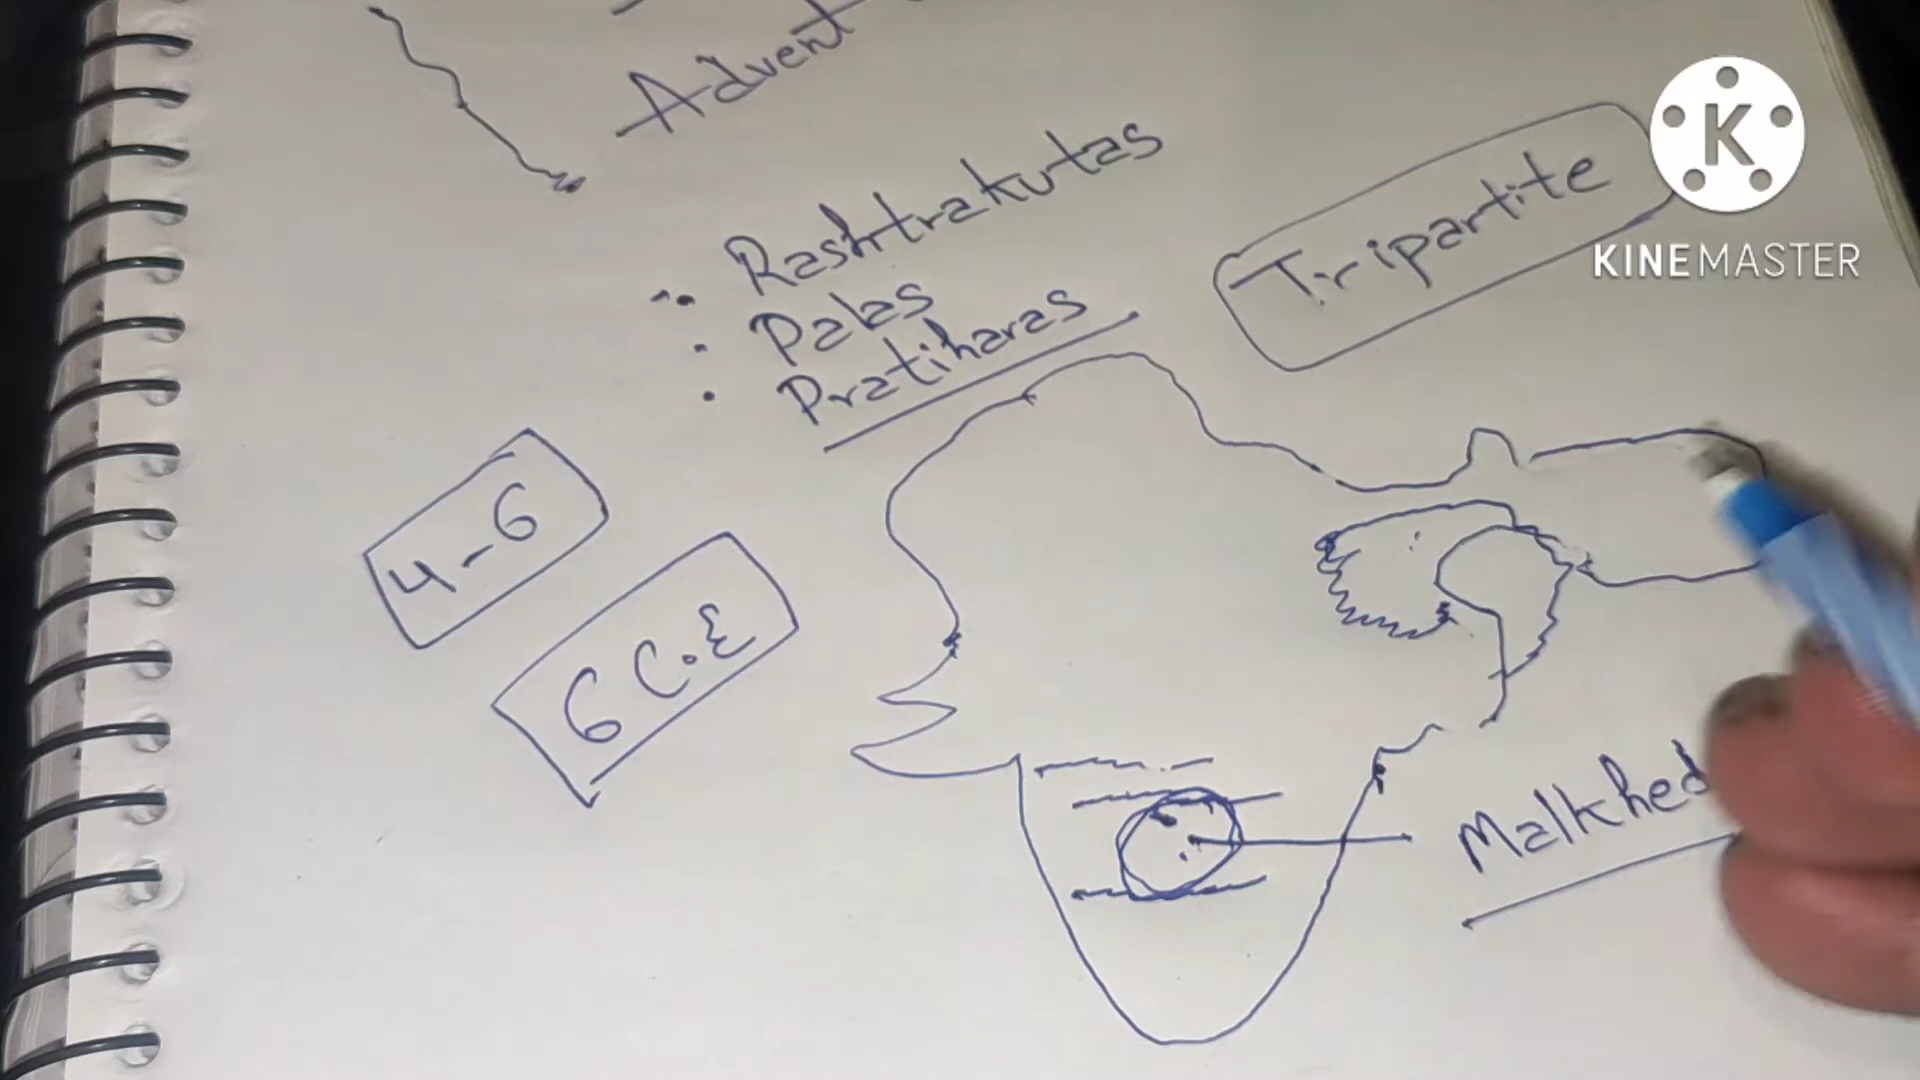 Advent
Rashtrakutas
Palas
Pratiharas
Tripartite
K
KINEMASTER
4-6
6 C.E
Malkhed